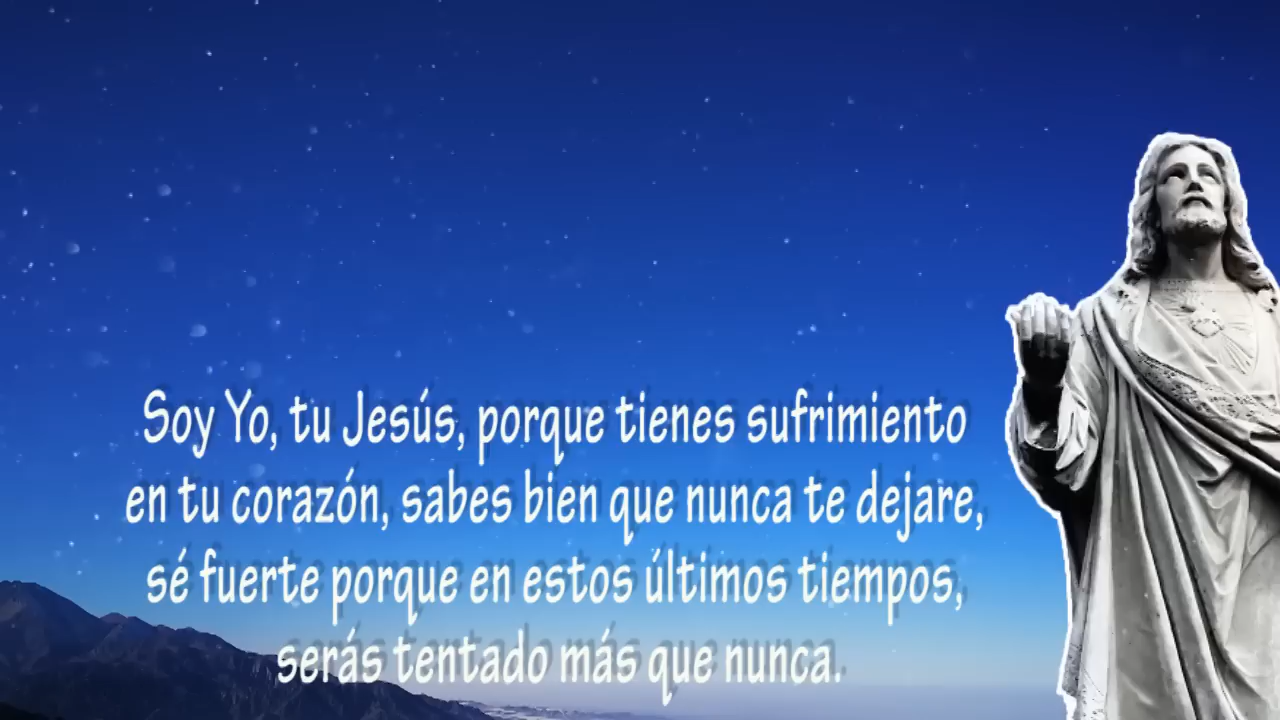 Soy Yo, tu Jesús, porque tienes sufrimiento
en tu corazón, sabes bien que nunca te dejare,
sé fuerte porque en estos últimos tiempos,
serás tentado más que nunca.